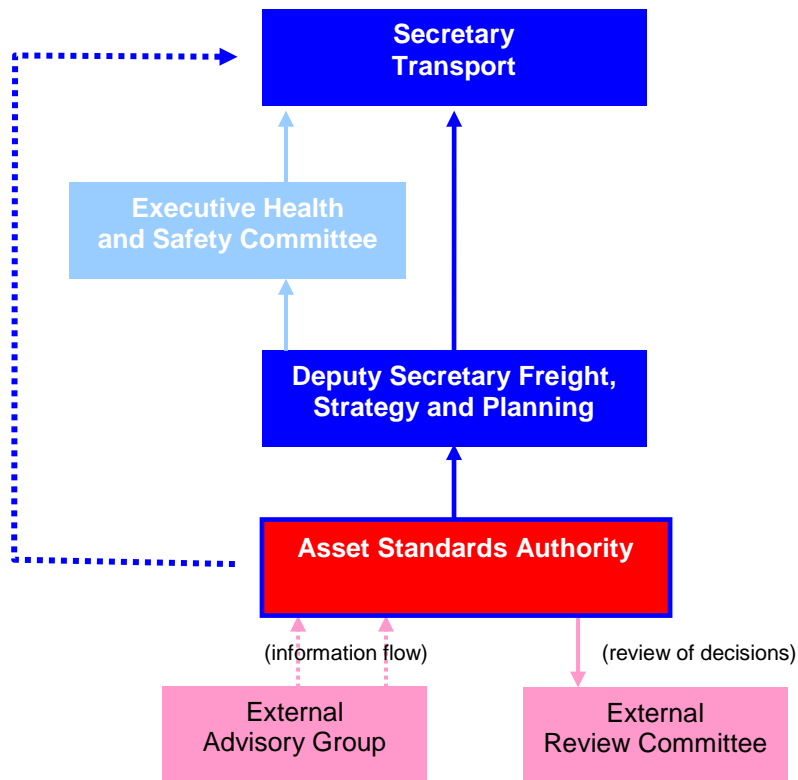 Secretary
Transport
Executive Health
and Safety Committee
Deputy Secretary Freight,
Strategy and Planning
Asset Standards Authority
(information flow)
(review of decisions)
External
Advisory Group
External
Review Committee